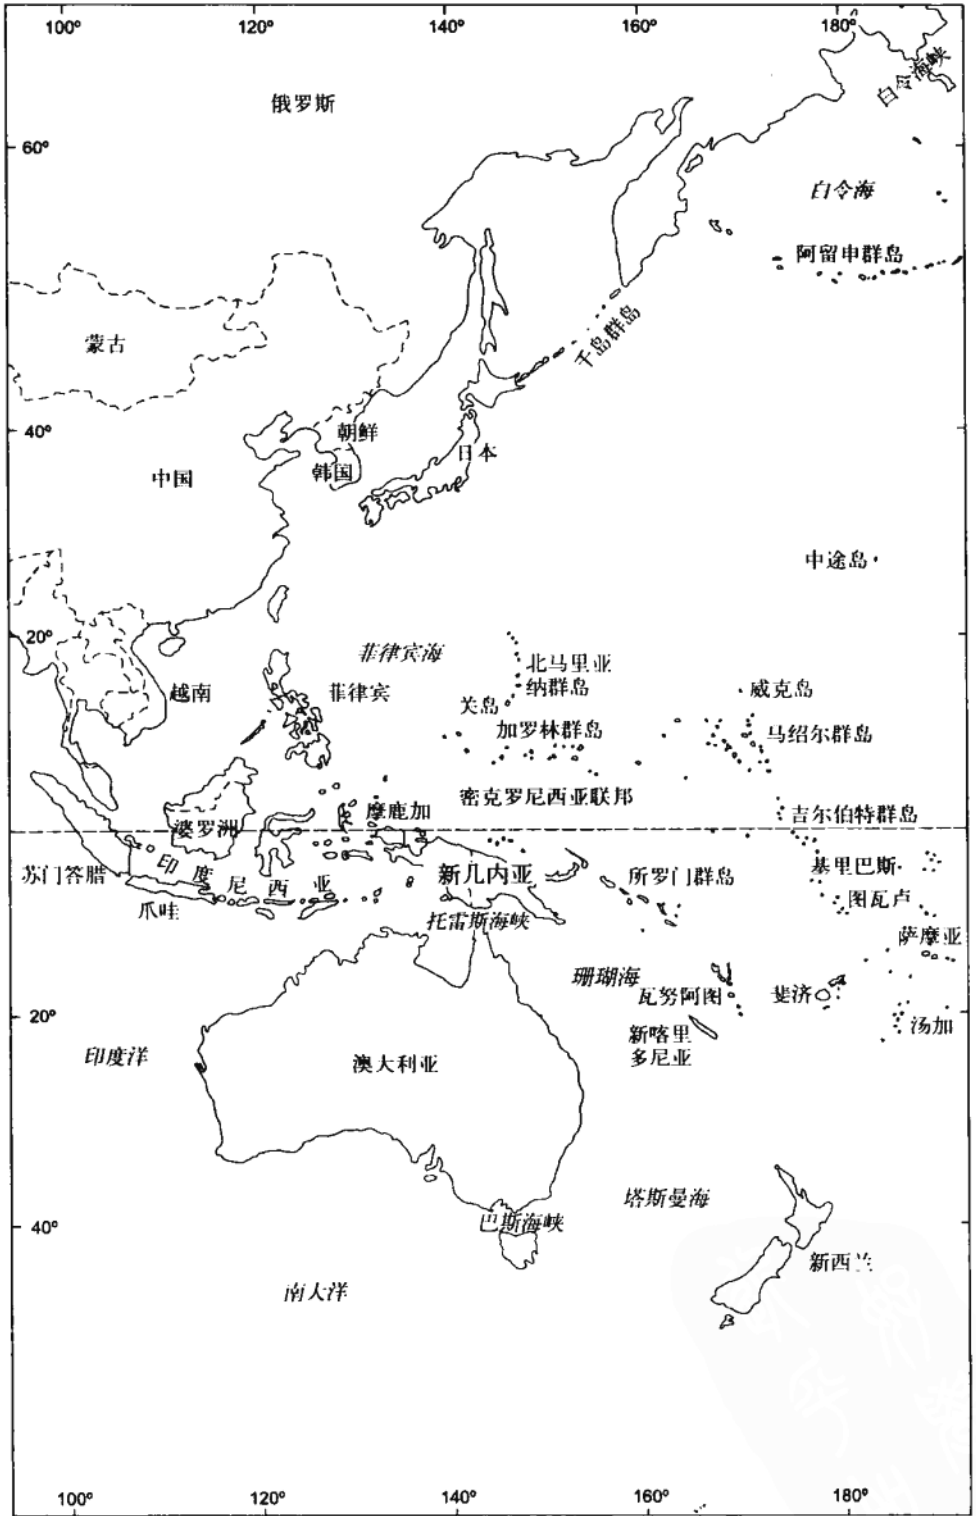 100°
120°
140°
160°
180°
白令海峡
俄罗斯
60°
白令海
阿留申群岛
千岛群岛
蒙古
40°
朝鲜
日本
韩国
中国
中途岛
20°
菲律宾海
北马里亚
纳群岛
越南
菲律宾
关岛
威克岛
加罗林群岛
马绍尔群岛
密克罗尼西亚联邦
摩鹿加
吉尔伯特群岛
婆罗洲
基里巴斯
苏门答腊
印度尼西亚
新几内亚
所罗门群岛
图瓦卢
爪哇
托雷斯海峡
萨摩亚
珊瑚海
瓦努阿图
斐济
20°
汤加
新喀里
多尼亚
印度洋
澳大利亚
塔斯曼海
40°
巴斯海峡
新西兰
南大洋
100°
120°
140°
160°
180°